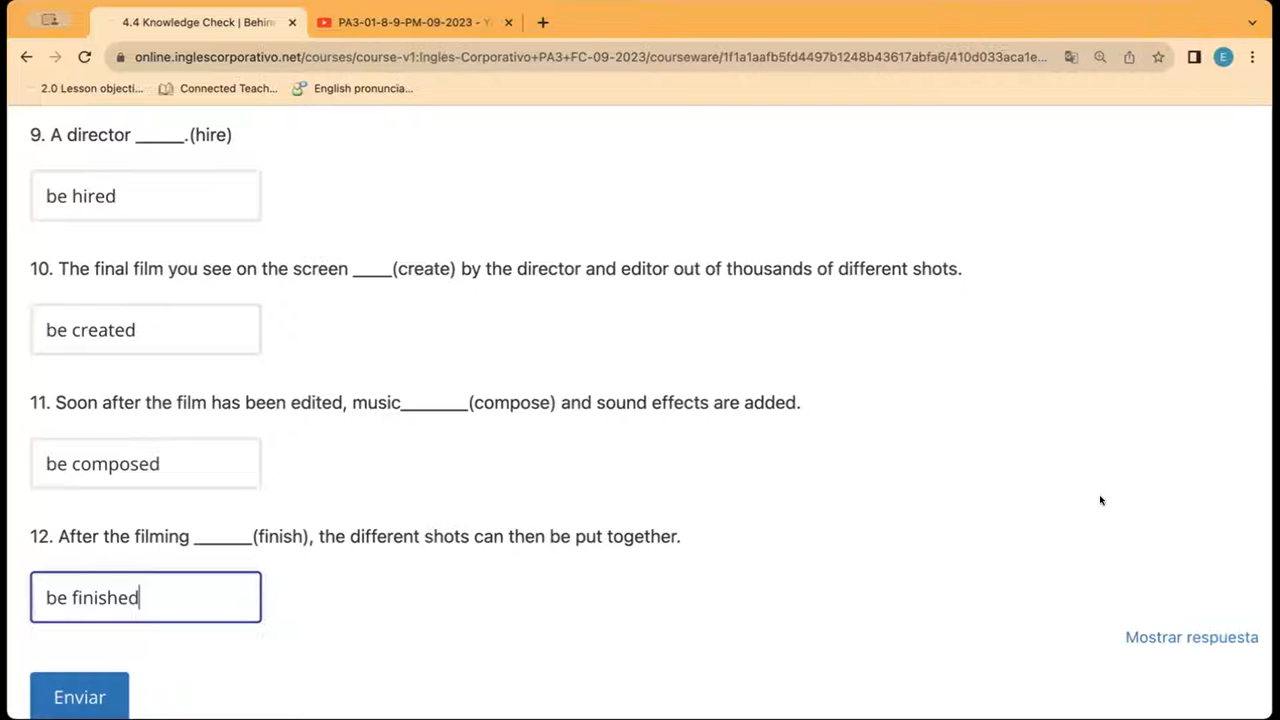 4.4 Knowledge Check | Behin
PA3-01-8-9-PM-09-2023 - Y
online.inglescorporativo.net/courses/course-v1:Ingles-Corporativo+PA3+FC-09-2023/courseware/1f1a1aafb5fd4497b1248b43617abfa6/410d033aca1e...
E
2.0 Lesson objecti...
Connected Teach...
English pronuncia...
9. A director _____.(hire)
be hired
10. The final film you see on the screen ____(create) by the director and editor out of thousands of different shots.
be created
11. Soon after the film has been edited, music_______(compose) and sound effects are added.
be composed
12. After the filming ______(finish), the different shots can then be put together.
be finished
Mostrar respuesta
Enviar